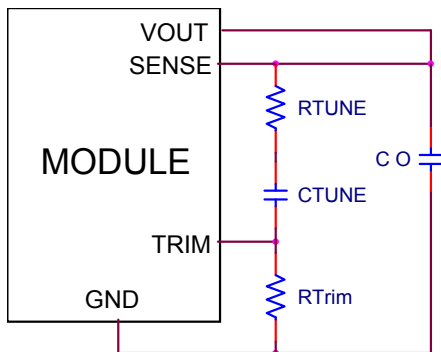 VOUT
SENSE
RTUNE
MODULE
C O
CTUNE
TRIM
GND
RTrim